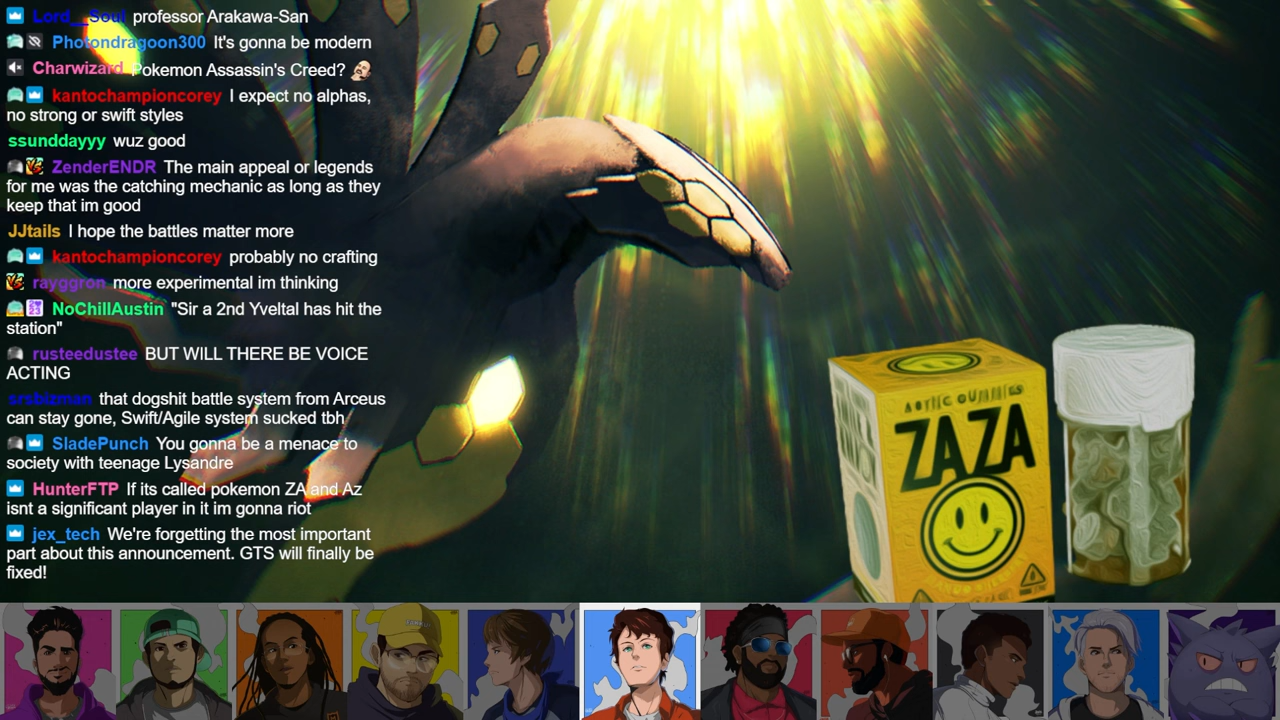 Lord__Soul professor Arakawa-San
Photondragoon300 It's gonna be modern
Charwizard Pokemon Assassin's Creed?
kantochampioncorey I expect no alphas,
no strong or swift styles
ssunddayyy wuz good
ZenderENDR The main appeal or legends
for me was the catching mechanic as long as they
keep that im good
JJtails I hope the battles matter more
kantochampioncorey probably no crafting
rayggron more experimental im thinking
NoChillAustin "Sir a 2nd Yveltal has hit the
station"
rusteedustee BUT WILL THERE BE VOICE
ACTING
srsbizman that dogshit battle system from Arceus
can stay gone, Swift/Agile system sucked tbh
SladePunch You gonna be a menace to
society with teenage Lysandre
HunterFTP If its called pokemon ZA and Az
isnt a significant player in it im gonna riot
jex_tech We're forgetting the most important
part about this announcement. GTS will finally be
fixed!
ZAZA